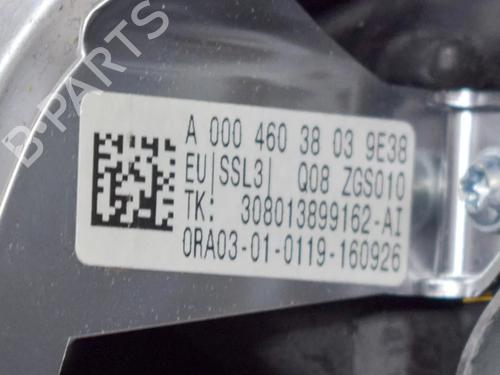 B-PARTS
A 000 460 38 03 9E38
EU|SSL3| Q08 ZGS010
TK: 308013899162-AI
0RA03-01-0119-160926